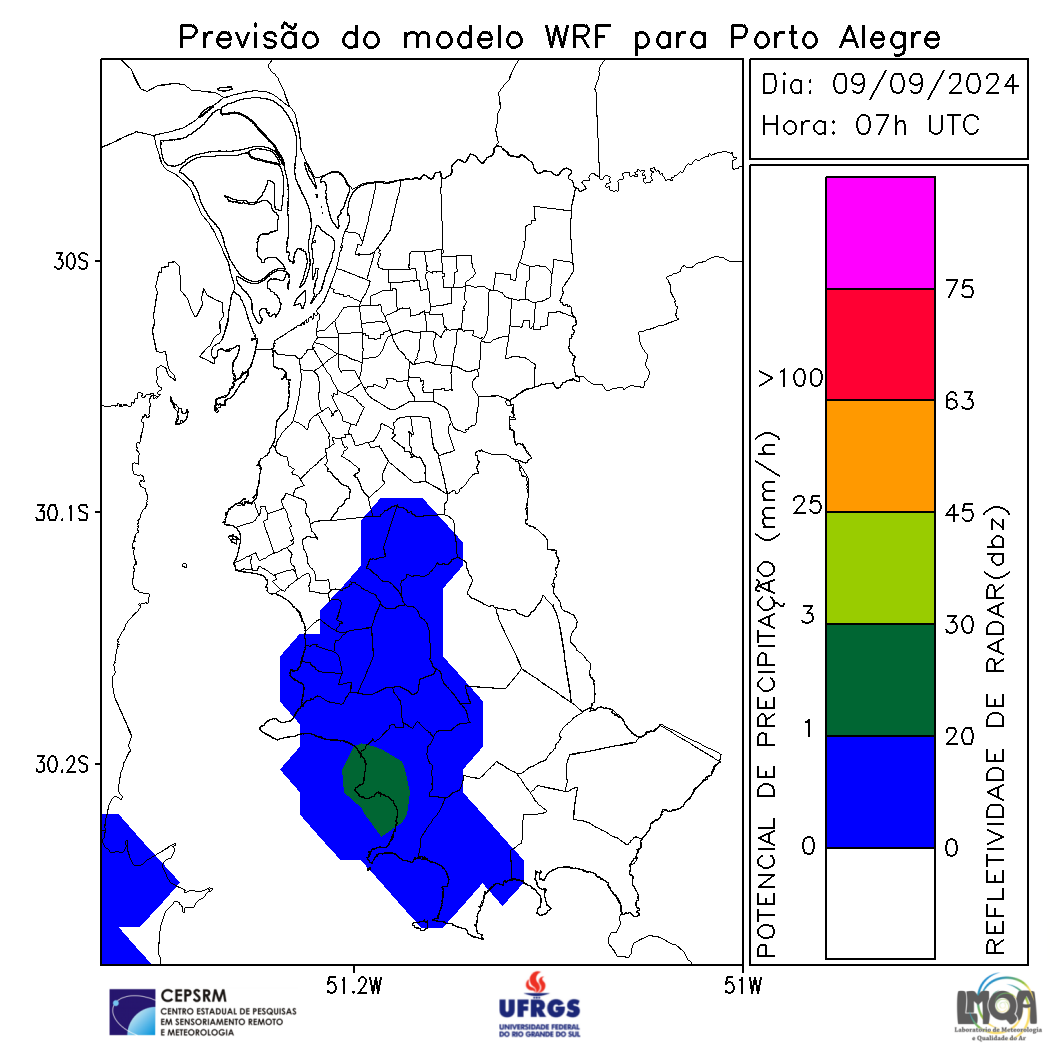 Previsão do modelo WRF para Porto Alegre
Dia: 09/09/2024
Hora: 07h UTC
30S
30.1S
30.2S
51.2W
51W
POTENCIAL DE PRECIPITAÇÃO (mm/h)
>100
25
3
1
0
75
63
45
30
20
0
REFLETIVIDADE DE RADAR(dbz)
CEPSRM
CENTRO ESTADUAL DE PESQUISAS
EM SENSORIAMENTO REMOTO
E METEOROLOGIA
UFRGS
UNIVERSIDADE FEDERAL
DO RIO GRANDE DO SUL
LMQA
Laboratório de Meteorologia
e Qualidade do Ar